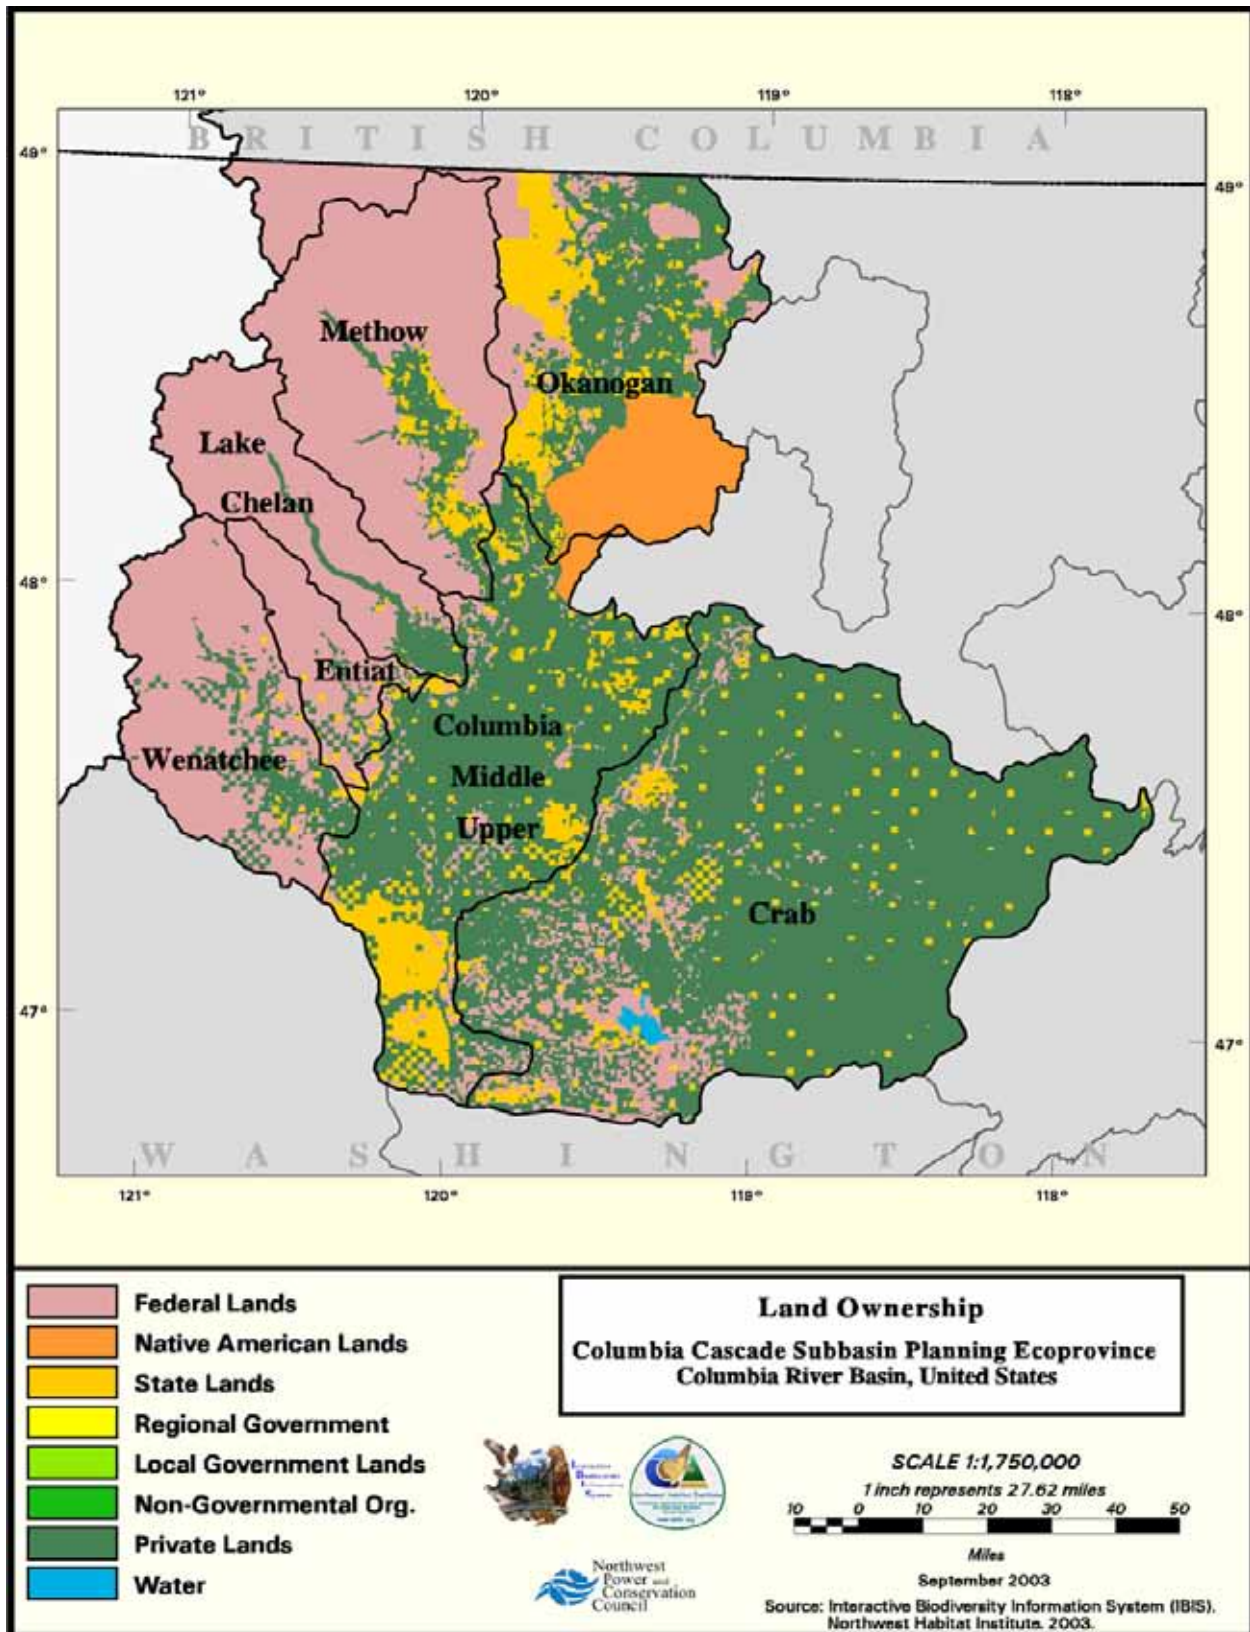 121° 120° 119° 118°
BRITISH COLUMBIA
49°
49°
Methow
Okanogan
Lake
Chelan
48°
48°
Entiat
Columbia
Wenatchee
Middle
Upper
Crab
47°
47°
WASHINGTON
121° 120° 119° 118°
Federal Lands
Native American Lands
State Lands
Regional Government
Local Government Lands
Non-Governmental Org.
Private Lands
Water
Land Ownership
Columbia Cascade Subbasin Planning Ecoprovince
Columbia River Basin, United States
Northwest
Power and
Conservation
Council
SCALE 1:1,750,000
1 inch represents 27.62 miles
10 0 10 20 30 40 50
Miles
September 2003
Source: Interactive Biodiversity Information System (IBIS).
Northwest Habitat Institute. 2003.